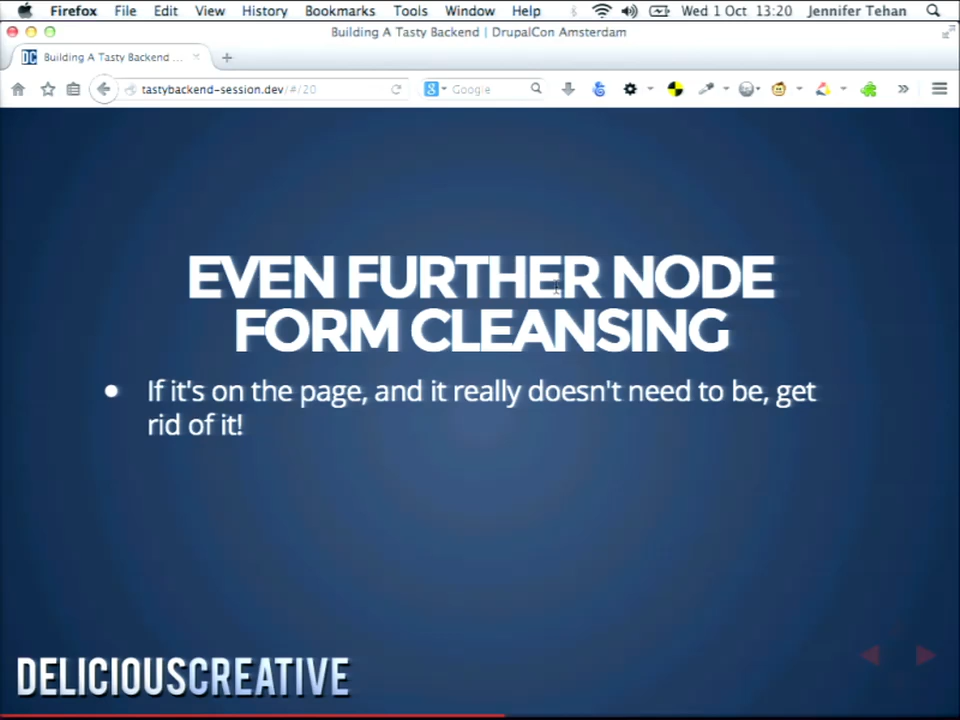 Firefox File Edit View History Bookmarks Tools Window Help Wed 1 Oct 13:20 Jennifer Tehan
Building A Tasty Backend | DrupalCon Amsterdam
DC Building A Tasty Backend ...
tastybackend-session.dev/#/20 Google
EVEN FURTHER NODE
FORM CLEANSING
If it's on the page, and it really doesn't need to be, get
rid of it!
DELICIOUSCREATIVE